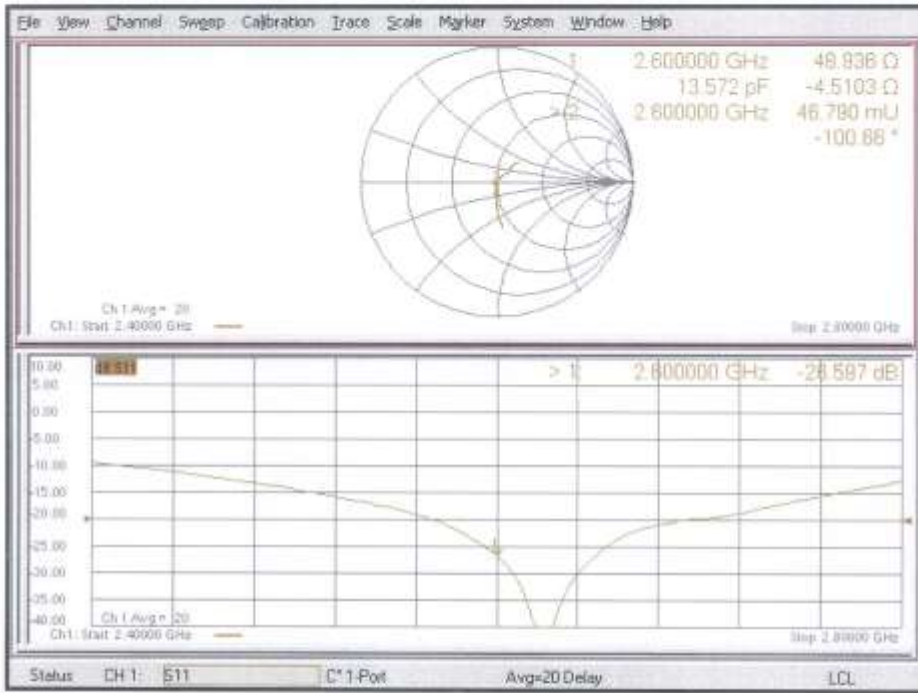 File View Channel Sweep Calibration Trace Scale Marker System Window Help
1 2.600000 GHz 48.936 Ω
13.572 pF -4.5103 Ω
> 2 2.600000 GHz 46.790 mU
-100.66 °
Ch 1 Avg = 20
Ch1: Start 2.40000 GHz
Stop 2.80000 GHz
10.00
> 1 2.600000 GHz -26.597 dB
5.00
0.00
-5.00
-10.00
-15.00
-20.00
-25.00
-30.00
-35.00
-40.00
Ch 1 Avg = 20
Ch1: Start 2.40000 GHz
Stop 2.80000 GHz
Status CH 1: S11 C* 1-Port Avg=20 Delay LCL